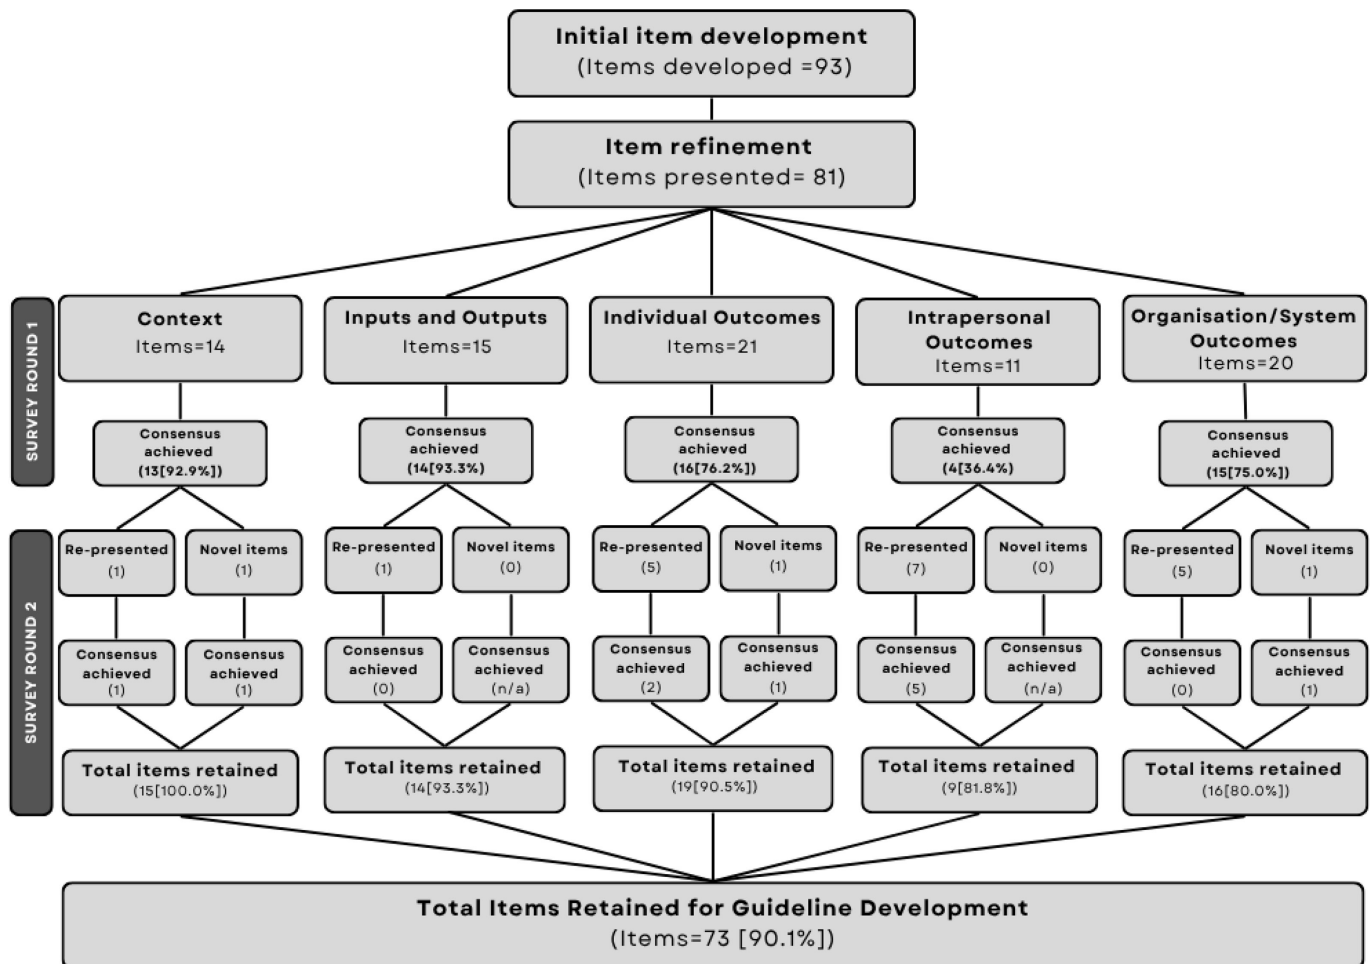 Initial item development
(Items developed =93)
Item refinement
(Items presented= 81)
SURVEY ROUND 1
Context
Items=14
Inputs and Outputs
Items=15
Individual Outcomes
Items=21
Intrapersonal
Outcomes
Items=11
Organisation/System
Outcomes
Items=20
Consensus
achieved
(13[92.9%])
Consensus
achieved
(14[93.3%)
Consensus
achieved
(16[76.2%])
Consensus
achieved
(4[36.4%)
Consensus
achieved
(15[75.0%])
SURVEY ROUND 2
Re-presented
(1)
Novel items
(1)
Re-presented
(1)
Novel items
(0)
Re-presented
(5)
Novel items
(1)
Re-presented
(7)
Novel items
(0)
Re-presented
(5)
Novel items
(1)
Consensus
achieved
(1)
Consensus
achieved
(1)
Consensus
achieved
(0)
Consensus
achieved
(n/a)
Consensus
achieved
(2)
Consensus
achieved
(1)
Consensus
achieved
(5)
Consensus
achieved
(n/a)
Consensus
achieved
(0)
Consensus
achieved
(1)
Total items retained
(15[100.0%])
Total items retained
(14[93.3%])
Total items retained
(19[90.5%])
Total items retained
(9[81.8%])
Total items retained
(16[80.0%])
Total Items Retained for Guideline Development
(Items=73 [90.1%])